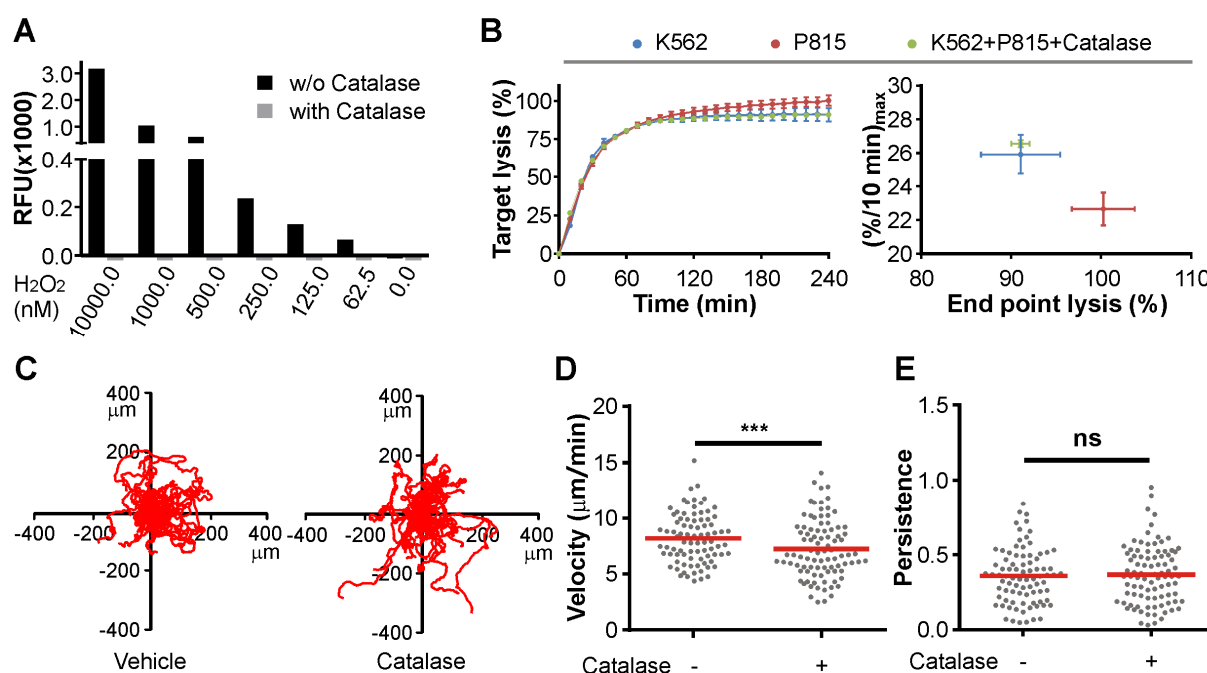 A
RFU(x1000)
3.0
2.0
1.0
0.4
0.2
0.0
w/o Catalase
with Catalase
H2O2
(nM)
10000.0
1000.0
500.0
250.0
125.0
62.5
0.0
B
K562
P815
K562+P815+Catalase
Target lysis (%)
100
75
50
25
0
0 60 120 180 240
Time (min)
(%/10 min)max
28
26
24
22
20
30
80 90 100 110
End point lysis (%)
C
400
μm
200
-400 -200 200 400
μm
-200
-400
Vehicle
400
μm
200
-400 -200 200 400
μm
-200
-400
Catalase
D
Velocity (μm/min)
20
15
10
5
0
***
Catalase - +
E
Persistence
1.5
1.0
0.5
0.0
ns
Catalase - +